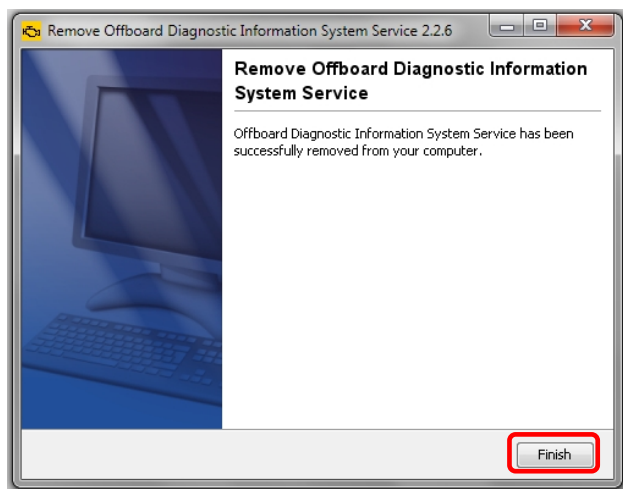 Remove Offboard Diagnostic Information System Service 2.2.6
Remove Offboard Diagnostic Information
System Service
Offboard Diagnostic Information System Service has been
successfully removed from your computer.
Finish